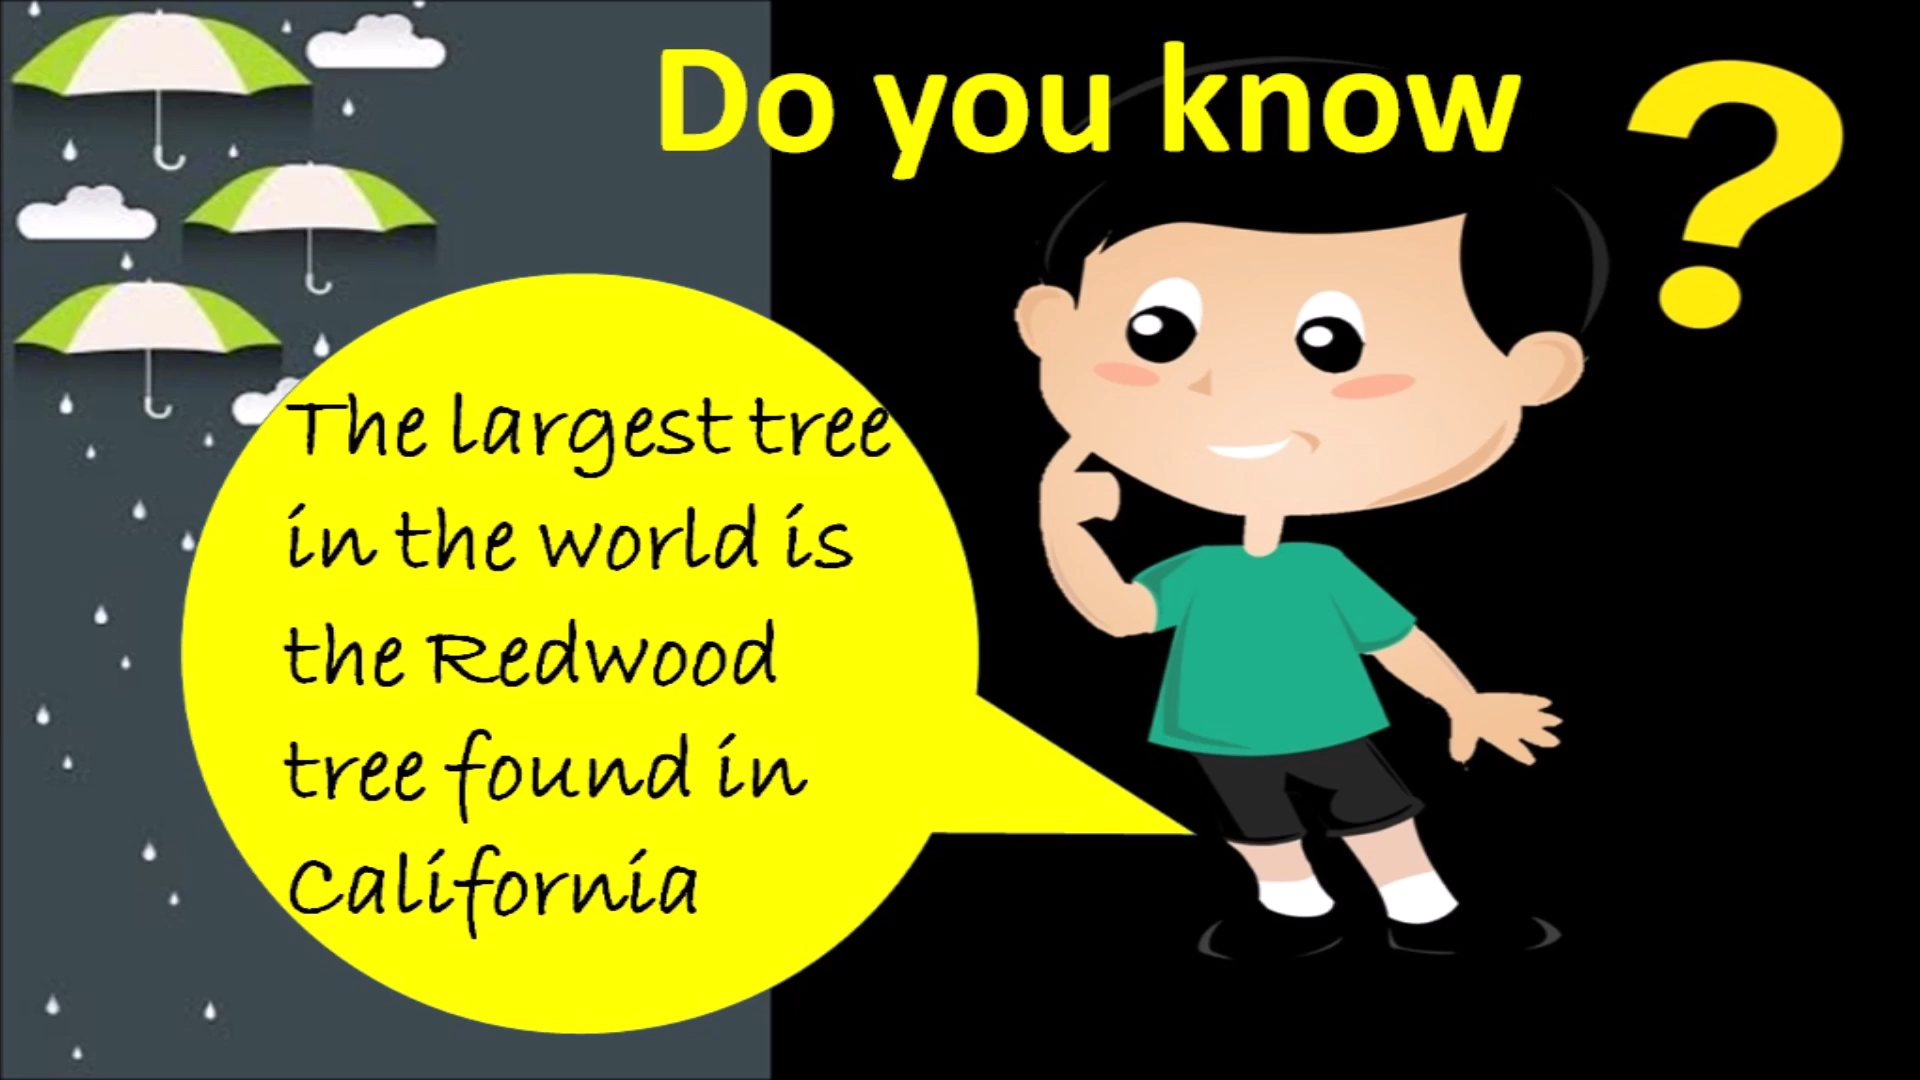 Do you know ?
The largest tree
in the world is
the Redwood
tree found in
California